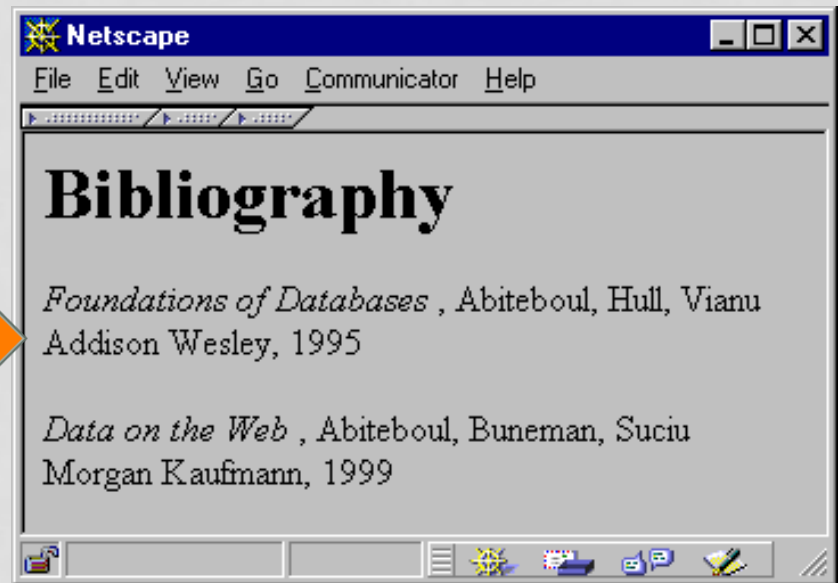 Netscape
File Edit View Go Communicator Help
Bibliography
Foundations of Databases , Abiteboul, Hull, Vianu
Addison Wesley, 1995
Data on the Web , Abiteboul, Buneman, Suciu
Morgan Kaufmann, 1999